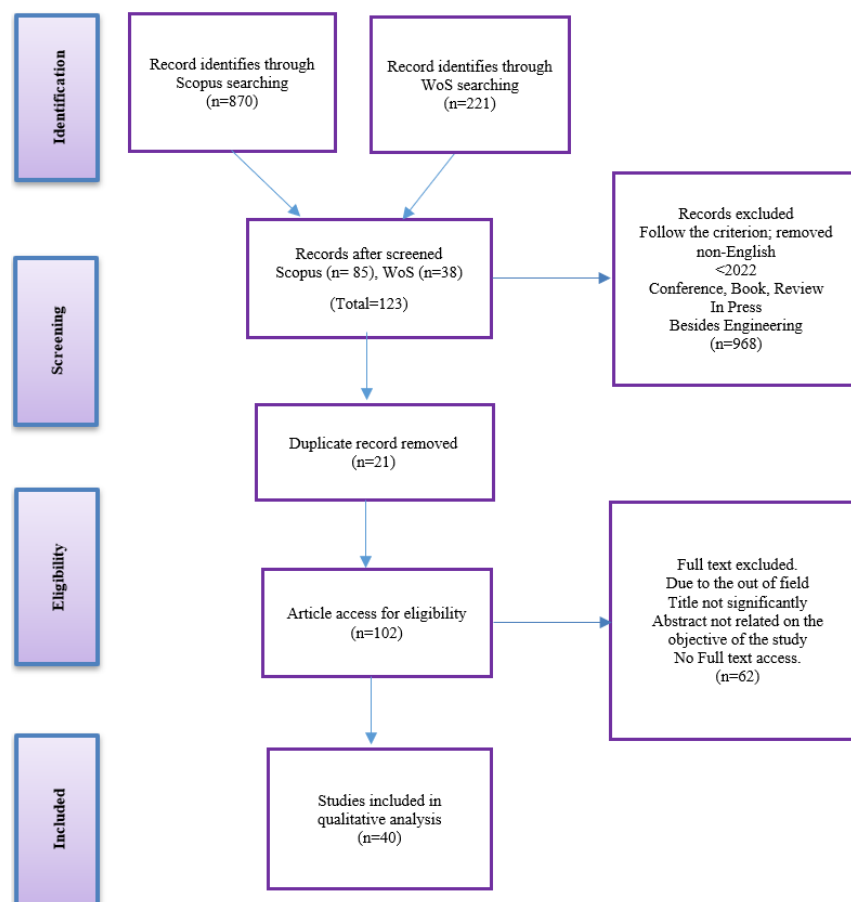 Identification
Record identifies through
Scopus searching
(n=870)
Record identifies through
WoS searching
(n=221)
Screening
Records after screened
Scopus (n= 85), WoS (n=38)
(Total=123)
Records excluded
Follow the criterion; removed
non-English
<2022
Conference, Book, Review
In Press
Besides Engineering
(n=968)
Duplicate record removed
(n=21)
Eligibility
Article access for eligibility
(n=102)
Full text excluded.
Due to the out of field
Title not significantly
Abstract not related on the
objective of the study
No Full text access.
(n=62)
Included
Studies included in
qualitative analysis
(n=40)